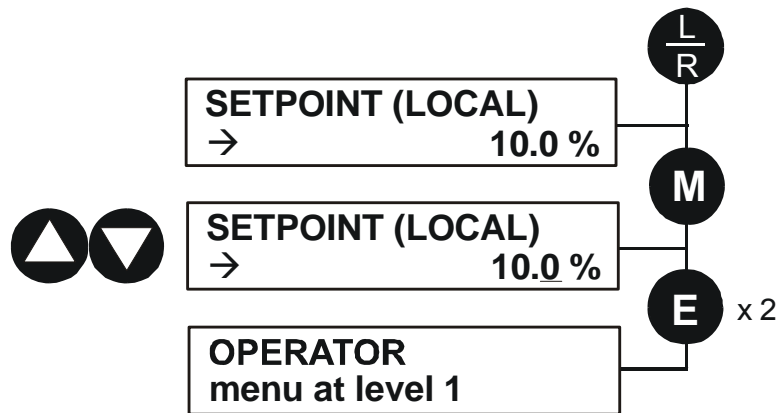 L
R
SETPOINT (LOCAL)
→ 10.0 %
M
SETPOINT (LOCAL)
→ 10.0 %
E x 2
OPERATOR
menu at level 1